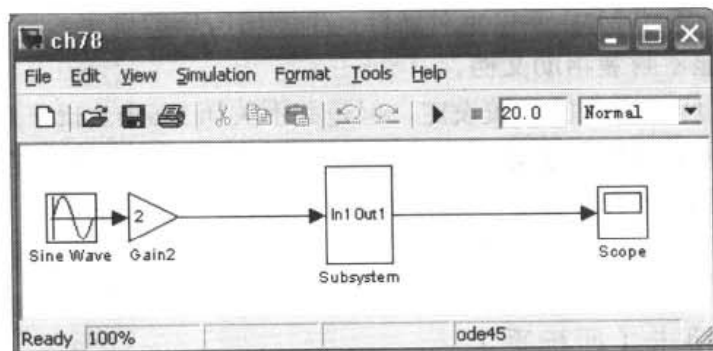 ch78
File Edit View Simulation Format Tools Help
20.0 Normal
2
In1 Out1
Sine Wave Gain2
Subsystem
Scope
Ready 100% ode45